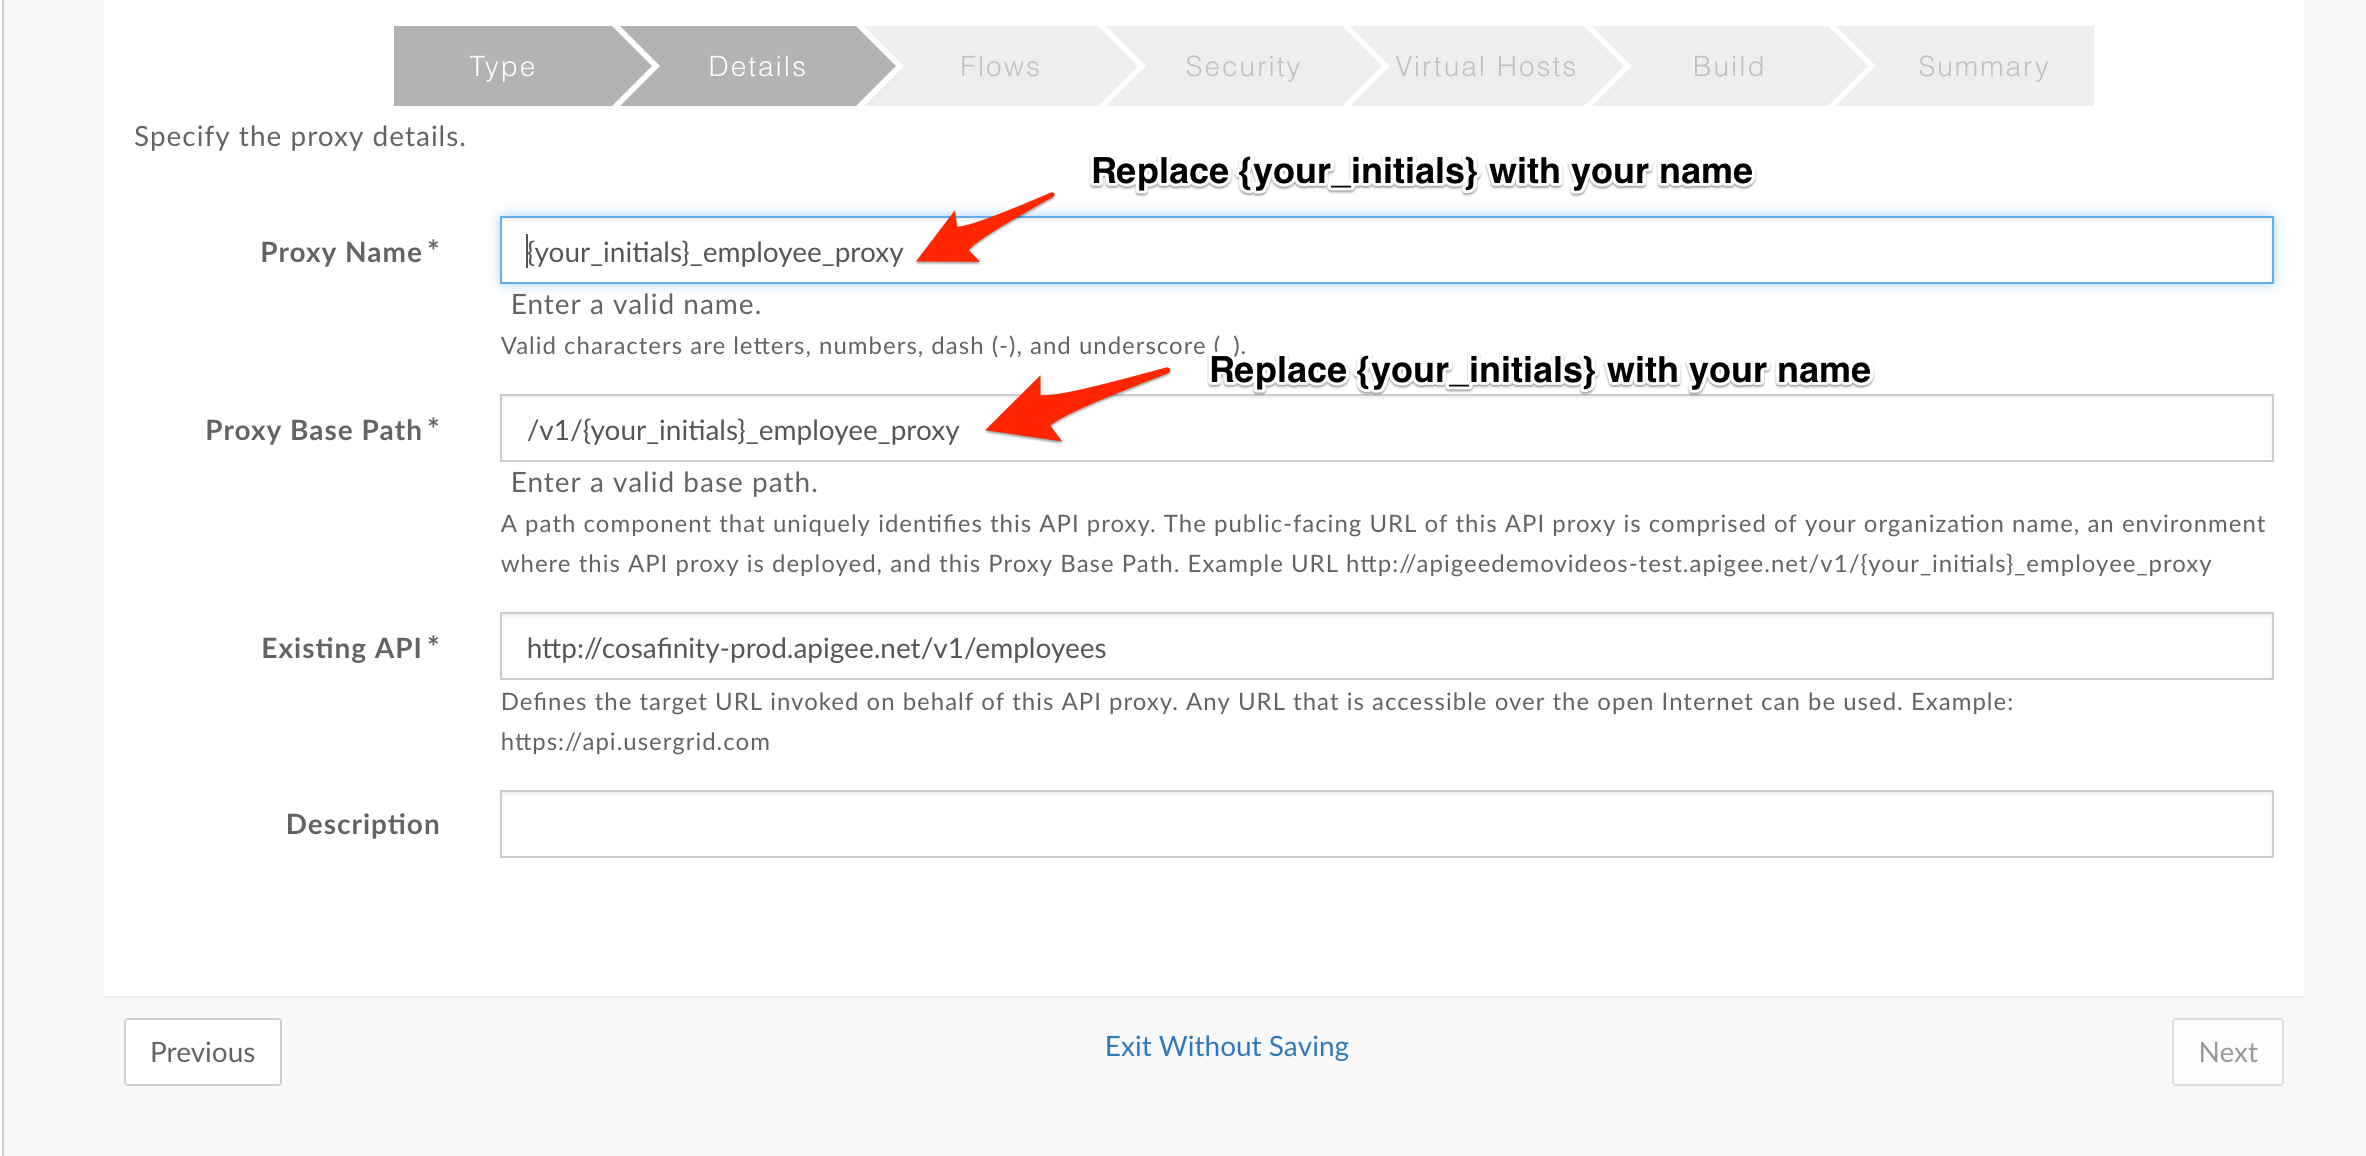 Type Details Flows Security Virtual Hosts Build Summary
Specify the proxy details.
Replace {your_initials} with your name
Proxy Name* {your_initials}_employee_proxy
Enter a valid name.
Valid characters are letters, numbers, dash (-), and underscore (_).
Replace {your_initials} with your name
Proxy Base Path* /v1/{your_initials}_employee_proxy
Enter a valid base path.
A path component that uniquely identifies this API proxy. The public-facing URL of this API proxy is comprised of your organization name, an environment
where this API proxy is deployed, and this Proxy Base Path. Example URL http://apigeedemovideos-test.apigee.net/v1/{your_initials}_employee_proxy
Existing API* http://cosafinity-prod.apigee.net/v1/employees
Defines the target URL invoked on behalf of this API proxy. Any URL that is accessible over the open Internet can be used. Example:
https://api.usergrid.com
Description
Previous Exit Without Saving Next